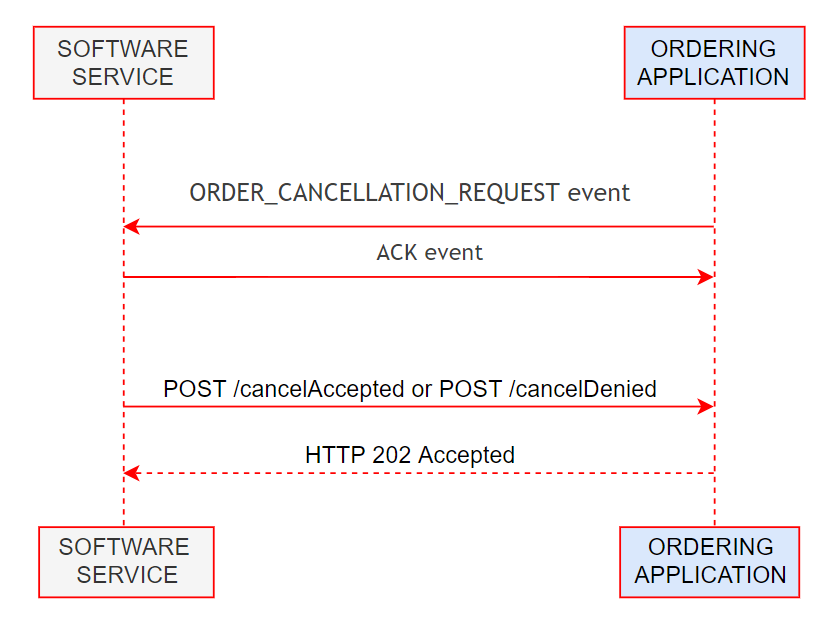 SOFTWARE
SERVICE
ORDERING
APPLICATION
ORDER_CANCELLATION_REQUEST event
ACK event
POST /cancelAccepted or POST /cancelDenied
HTTP 202 Accepted
SOFTWARE
SERVICE
ORDERING
APPLICATION